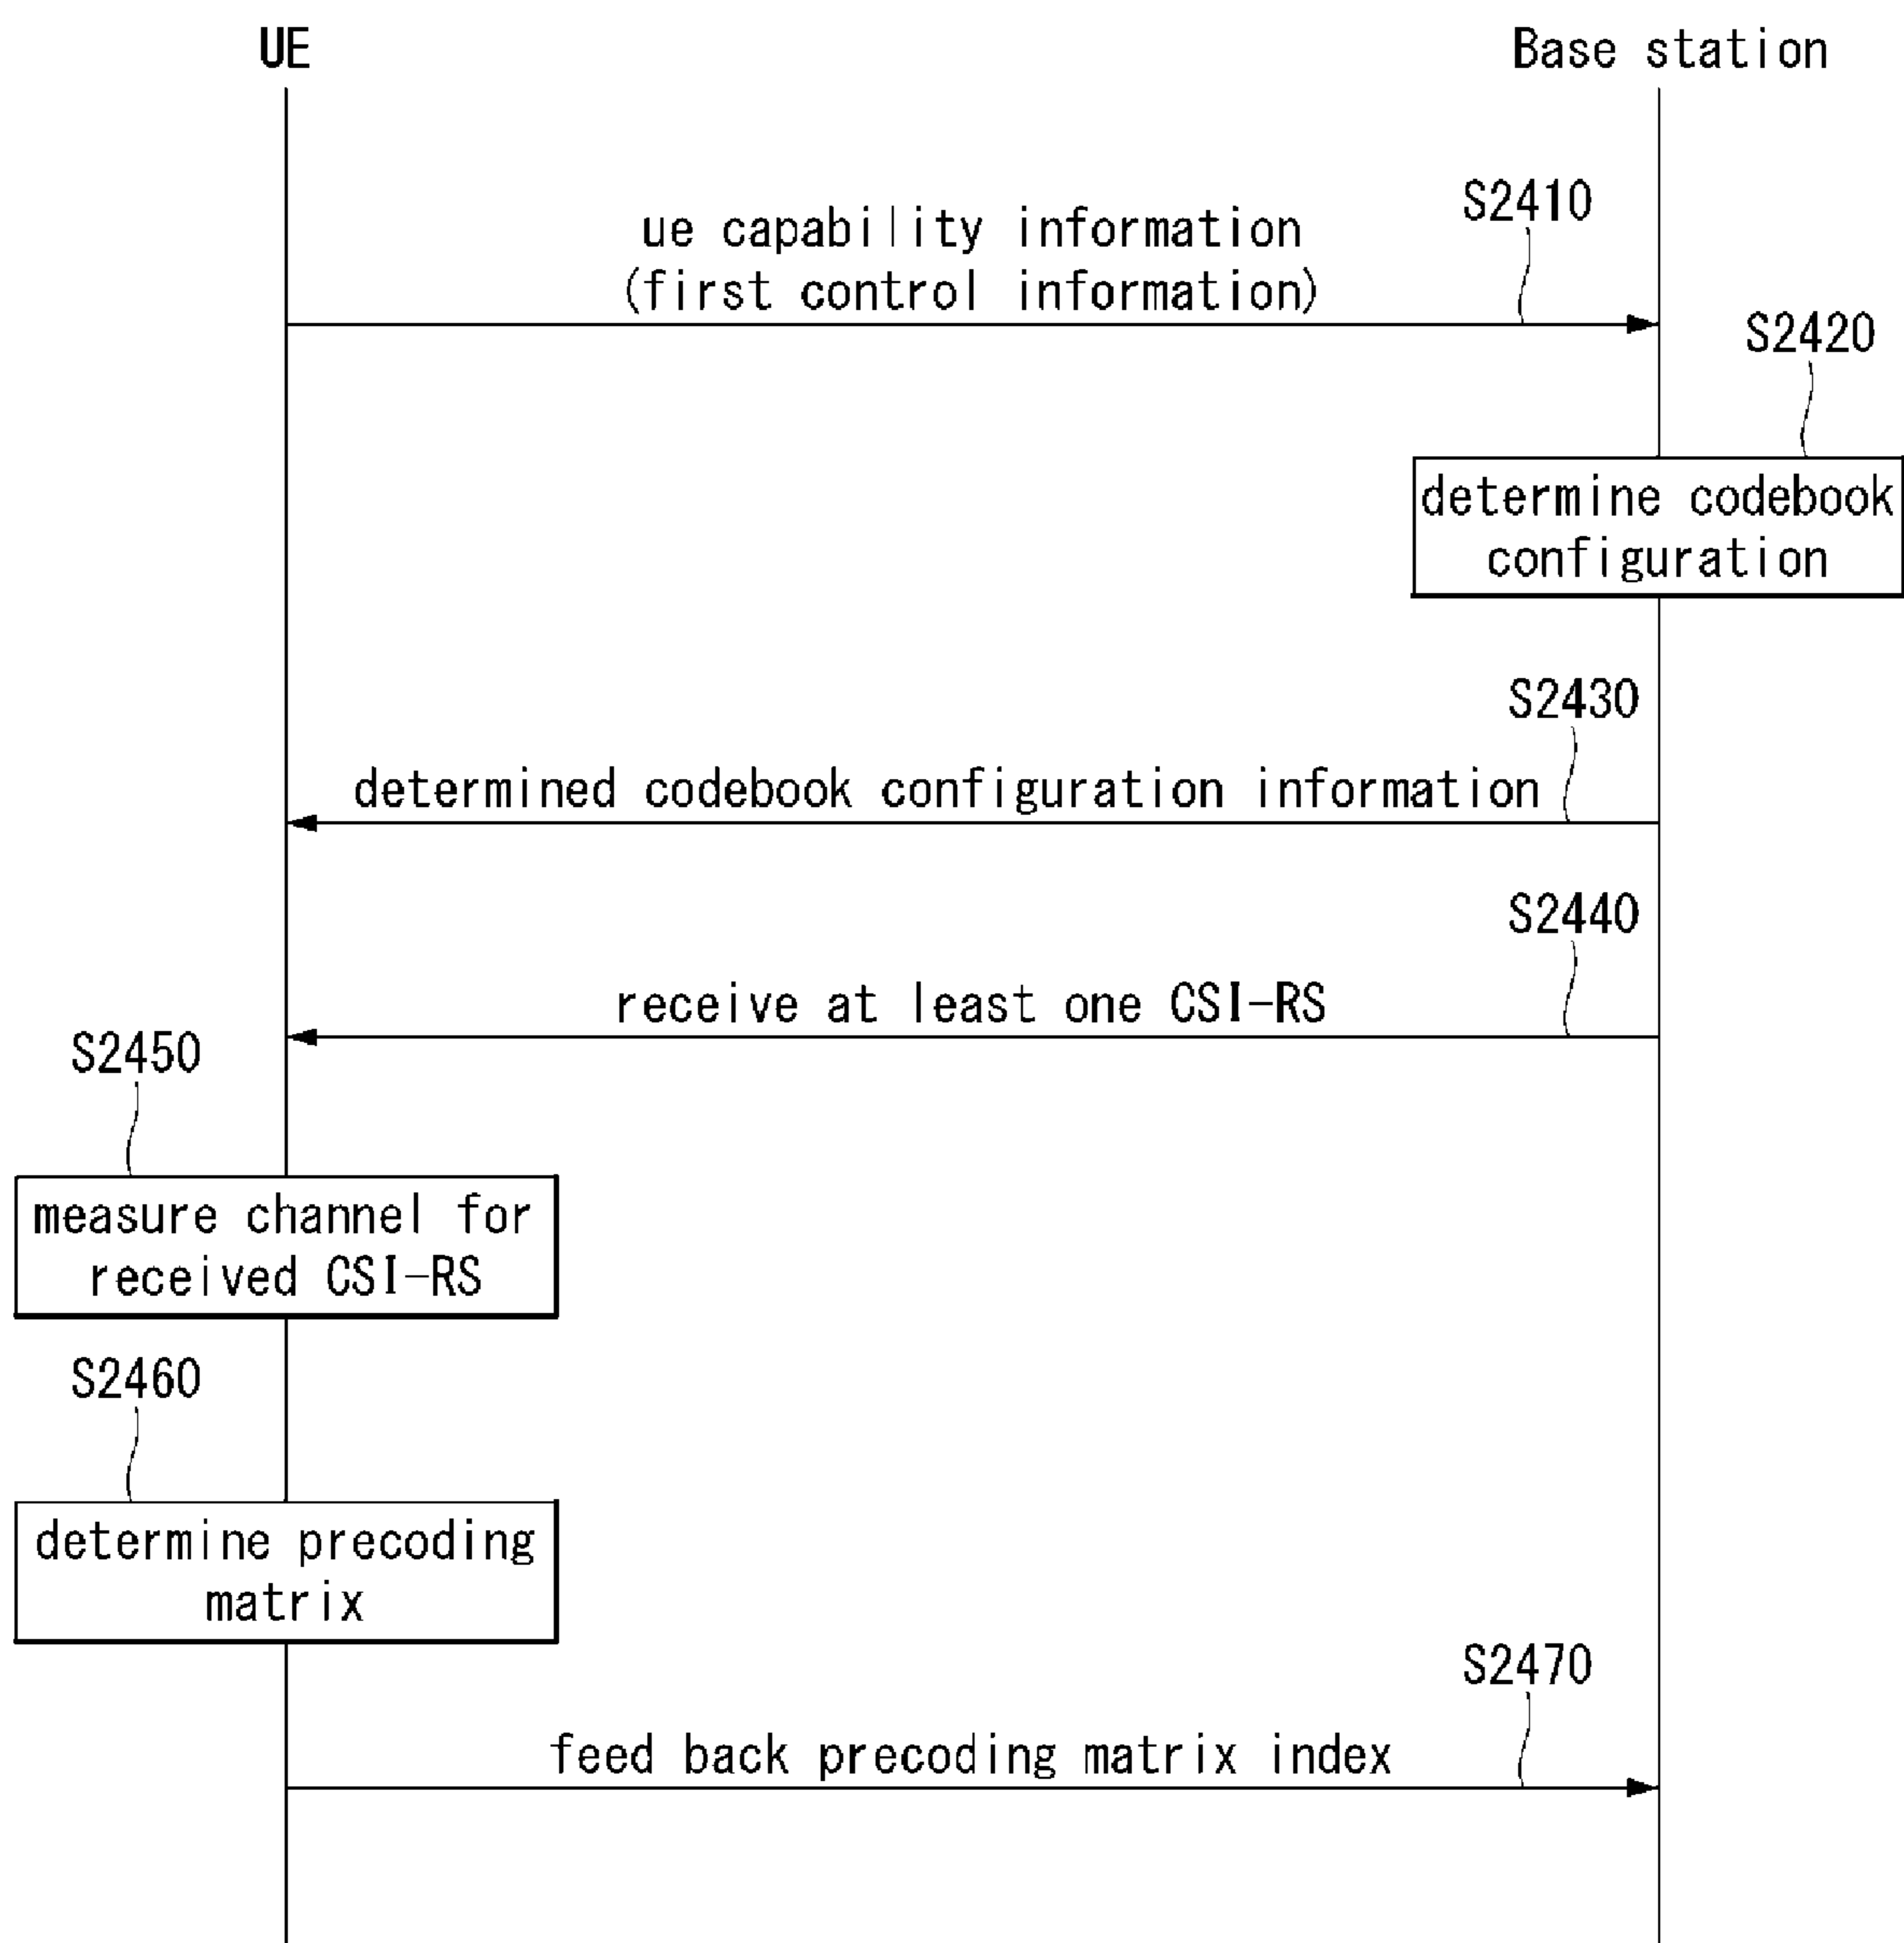 UE
Base station
S2410
ue capability information
(first control information)
S2420
determine codebook
configuration
S2430
determined codebook configuration information
S2440
receive at least one CSI-RS
S2450
measure channel for
received CSI-RS
S2460
determine precoding
matrix
S2470
feed back precoding matrix index